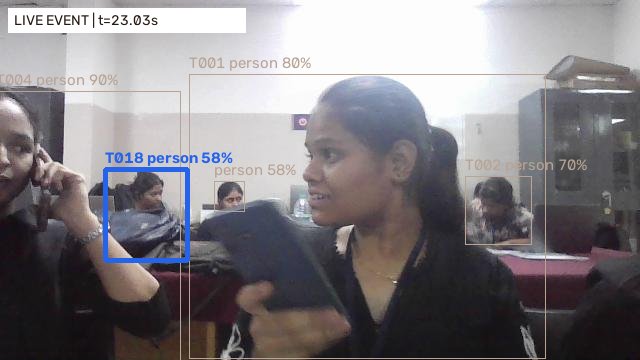 LIVE EVENT | t=23.03s
T001 person 80%
T004 person 90%
T018 person 58%
person 58%
T002 person 70%